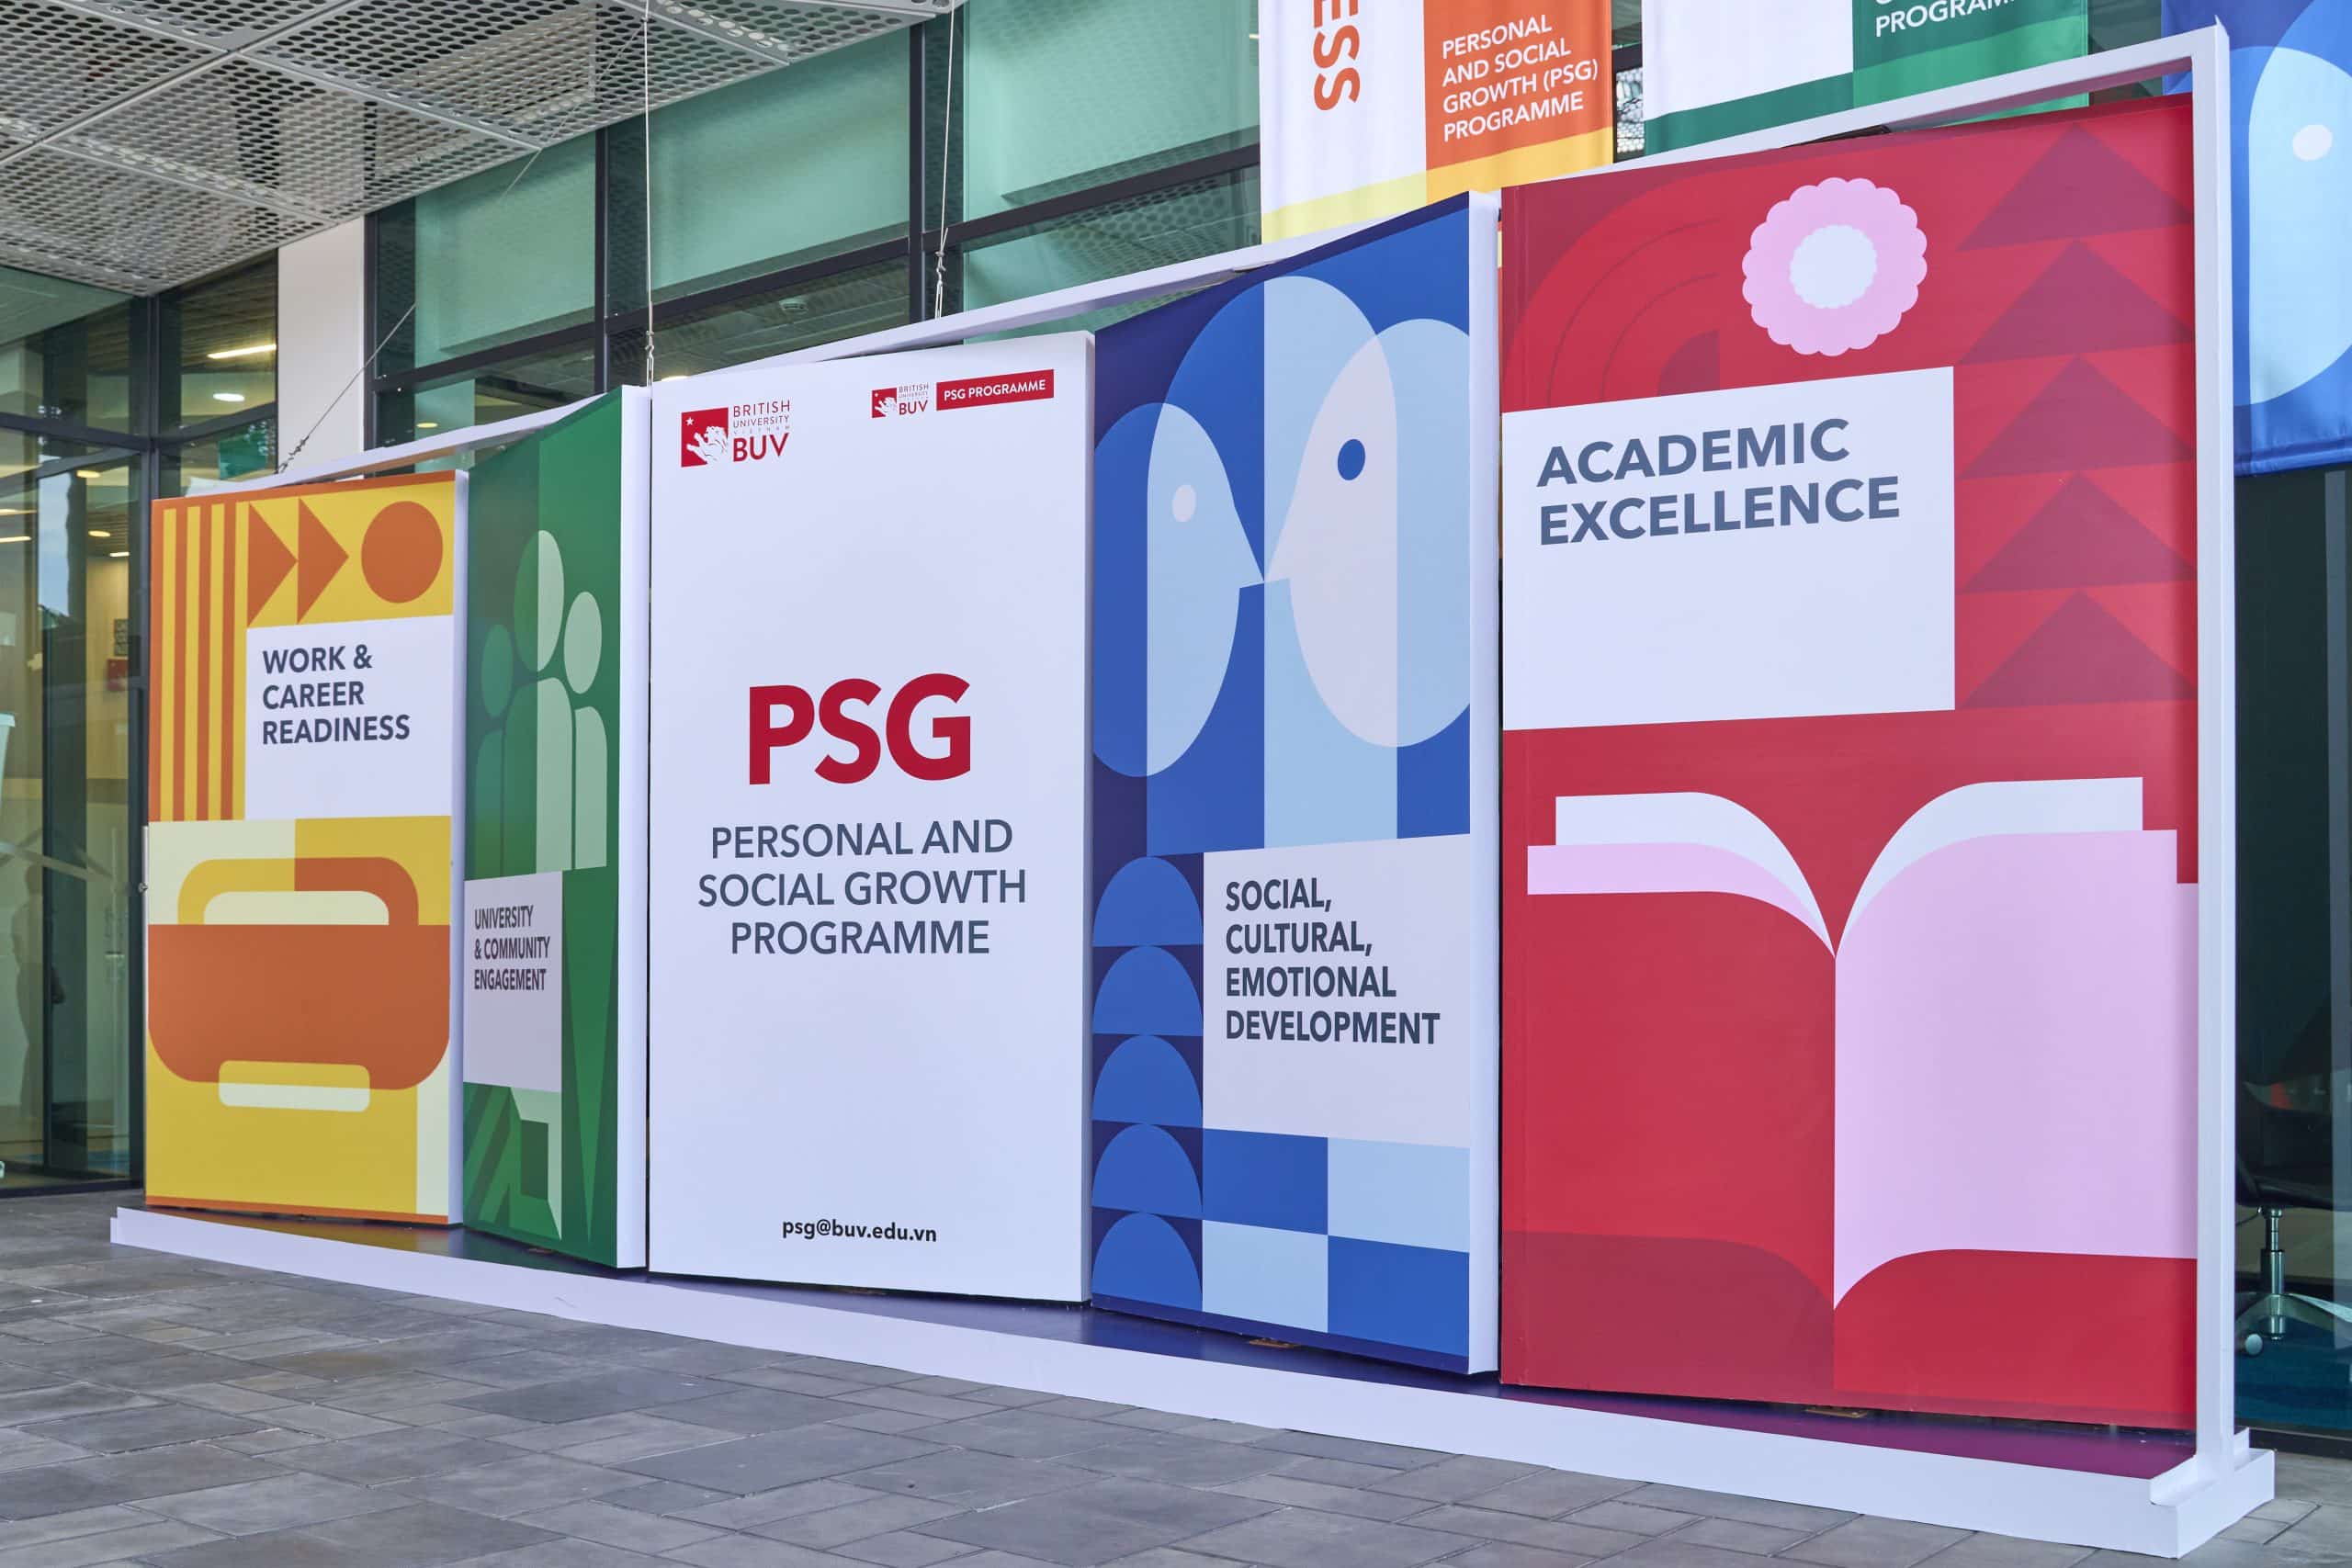 ESS
PERSONAL
AND SOCIAL
GROWTH (PSG)
PROGRAMME
WORK &
CAREER
READINESS
UNIVERSITY
& COMMUNITY
ENGAGEMENT
BRITISH
UNIVERSITY
VIETNAM
BUV
BRITISH
UNIVERSITY
BUV
PSG PROGRAMME
PSG
PERSONAL AND
SOCIAL GROWTH
PROGRAMME
psg@buv.edu.vn
SOCIAL,
CULTURAL,
EMOTIONAL
DEVELOPMENT
ACADEMIC
EXCELLENCE